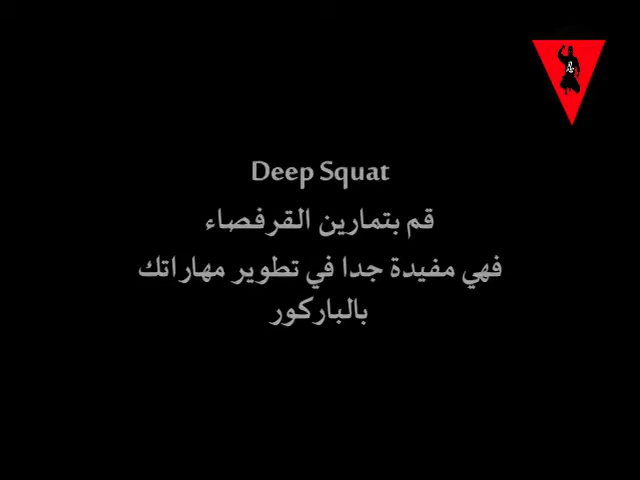 Deep Squat
قم بتمارين القرفصاء
فهي مفيدة جدا في تطوير مهاراتك
بالباركور